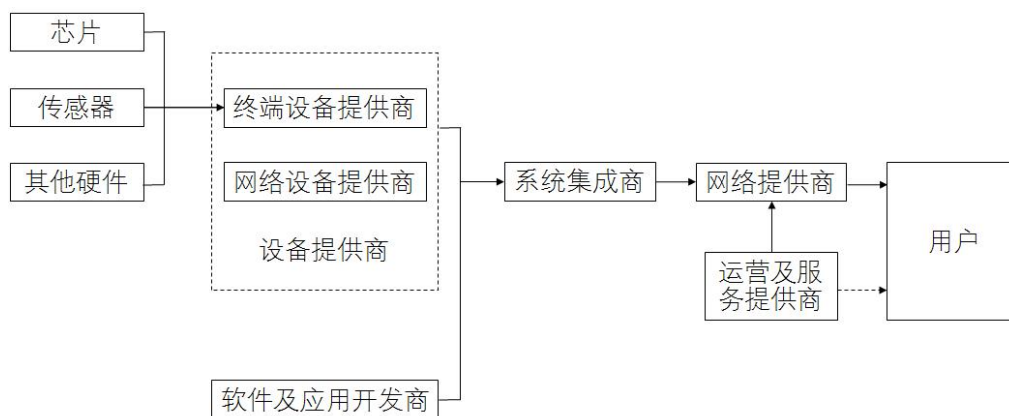 芯片
传感器
其他硬件
终端设备提供商
网络设备提供商
设备提供商
软件及应用开发商
系统集成商
网络提供商
运营及服
务提供商
用户